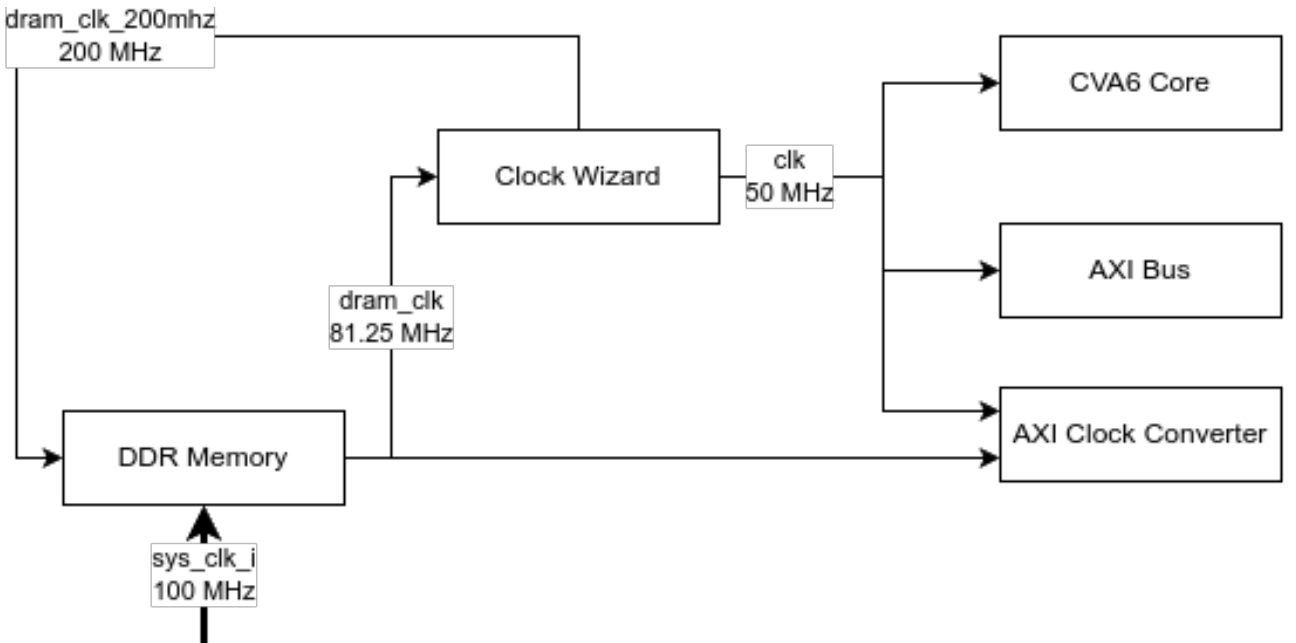 dram_clk_200mhz
200 MHz
CVA6 Core
Clock Wizard
clk
50 MHz
AXI Bus
dram_clk
81.25 MHz
AXI Clock Converter
DDR Memory
sys_clk_i
100 MHz